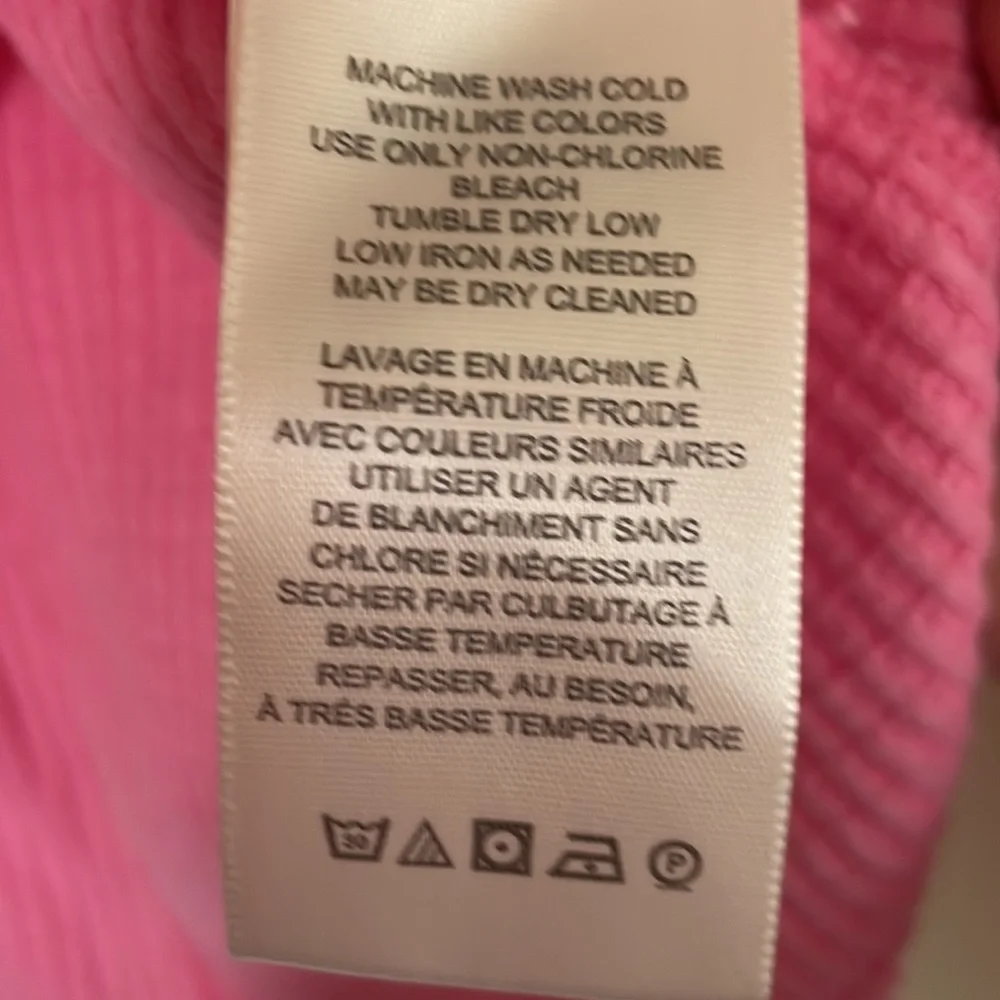 MACHINE WASH COLD
WITH LIKE COLORS
USE ONLY NON-CHLORINE
BLEACH
TUMBLE DRY LOW
LOW IRON AS NEEDED
MAY BE DRY CLEANED
LAVAGE EN MACHINE À
TEMPÉRATURE FROIDE
AVEC COULEURS SIMILAIRES
UTILISER UN AGENT
DE BLANCHIMENT SANS
CHLORE SI NÉCESSAIRE
SECHER PAR CULBUTAGE À
BASSE TEMPERATURE
REPASSER, AU BESOIN,
À TRÉS BASSE TEMPÉRATURE
30 P